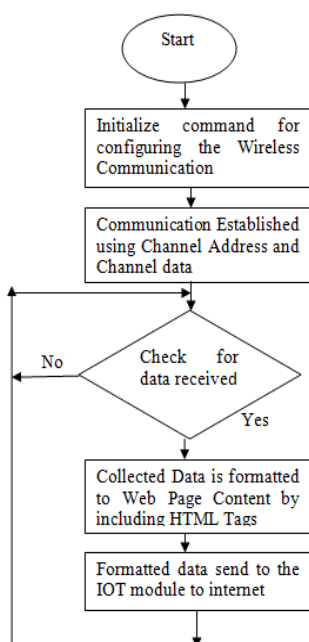 Start
Initialize command for
configuring the Wireless
Communication
Communication Established
using Channel Address and
Channel data
No
Check for
data received
Yes
Collected Data is formatted
to Web Page Content by
including HTML Tags
Formatted data send to the
IOT module to internet